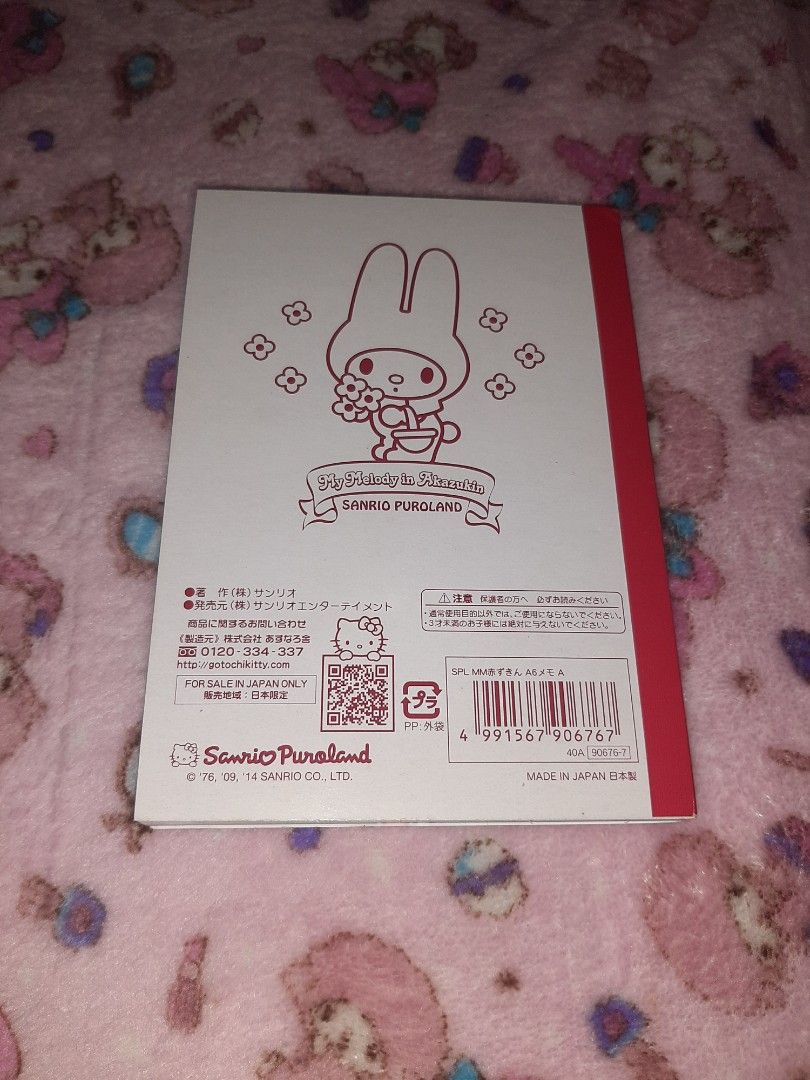 My Melody in Akazukin
SANRIO PUROLAND
●著 作(株)サンリオ
●発売元(株)サンリオエンターテイメント
商品に関するお問い合わせ
《製造元》株式会社 あすなろ舎
0120-334-337
http://gotochikitty.com
FOR SALE IN JAPAN ONLY
販売地域:日本限定
⚠注意 保護者の方へ 必ずお読みください
・通常使用目的以外では、ご使用にならないでください。
・3才未満のお子様には絶対に与えないでください。
プラ
PP:外袋
SPL MM赤ずきん A6メモ A
4 991567 906767
40A 90676-7
Sanrio Puroland
© '76, '09, '14 SANRIO CO., LTD.
MADE IN JAPAN 日本製